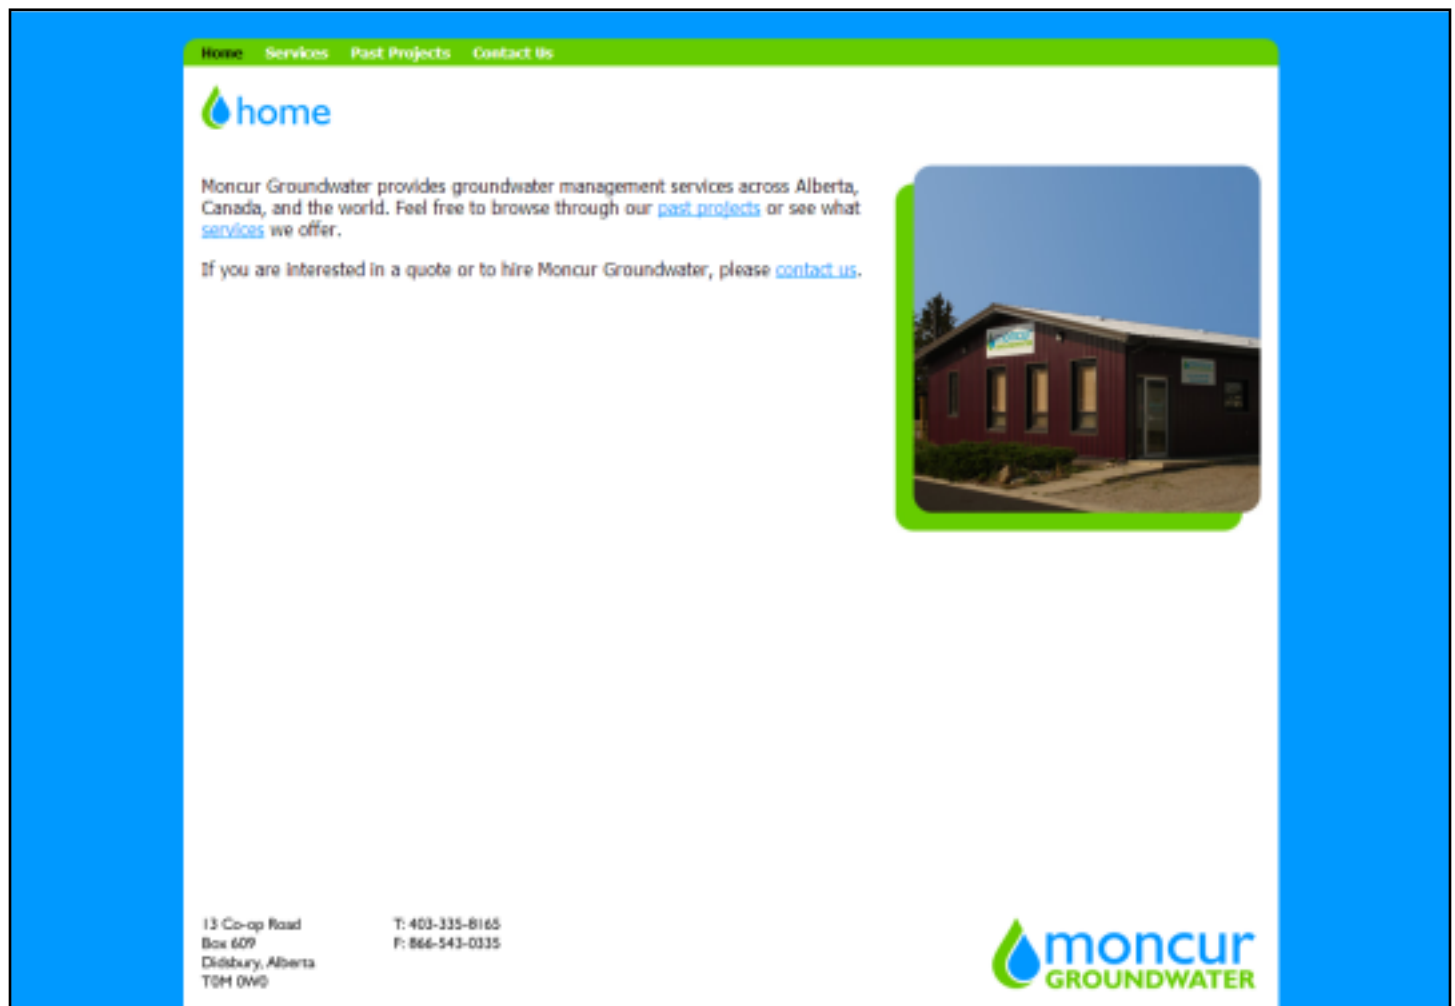 Home Services Past Projects Contact Us
home
Moncur Groundwater provides groundwater management services across Alberta,
Canada, and the world. Feel free to browse through our past projects or see what
services we offer.
If you are interested in a quote or to hire Moncur Groundwater, please contact us.
moncur
13 Co-op Road
Box 609
Didsbury, Alberta
T0M 0W0
T: 403-335-8165
F: 866-543-0335
moncur
GROUNDWATER